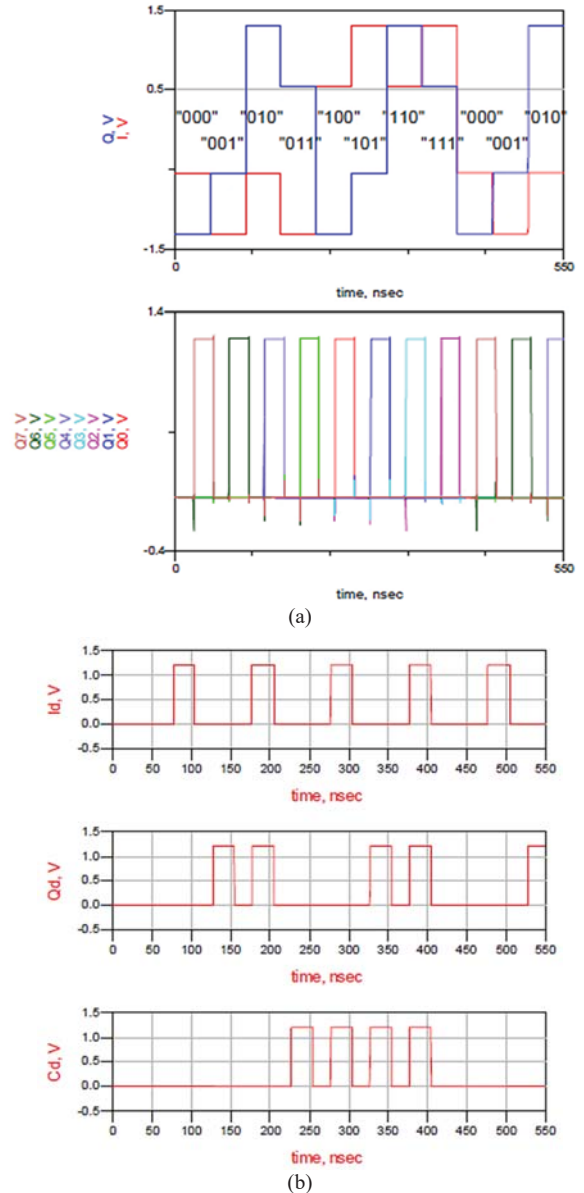 1.5
0.5
Q, V
I, V
"000" "010" "100" "110" "000" "010"
"001" "011" "101" "111" "001"
-1.5
0 550
time, nsec
1.4
Q7, V
Q6, V
Q5, V
Q4, V
Q3, V
Q2, V
Q1, V
Q0, V
-0.4
0 550
time, nsec
(a)
1.5
1.0
0.5
0.0
-0.5
Id, V
0 50 100 150 200 250 300 350 400 450 500 550
time, nsec
1.5
1.0
0.5
0.0
-0.5
Qd, V
0 50 100 150 200 250 300 350 400 450 500 550
time, nsec
1.5
1.0
0.5
0.0
-0.5
Cd, V
0 50 100 150 200 250 300 350 400 450 500 550
time, nsec
(b)